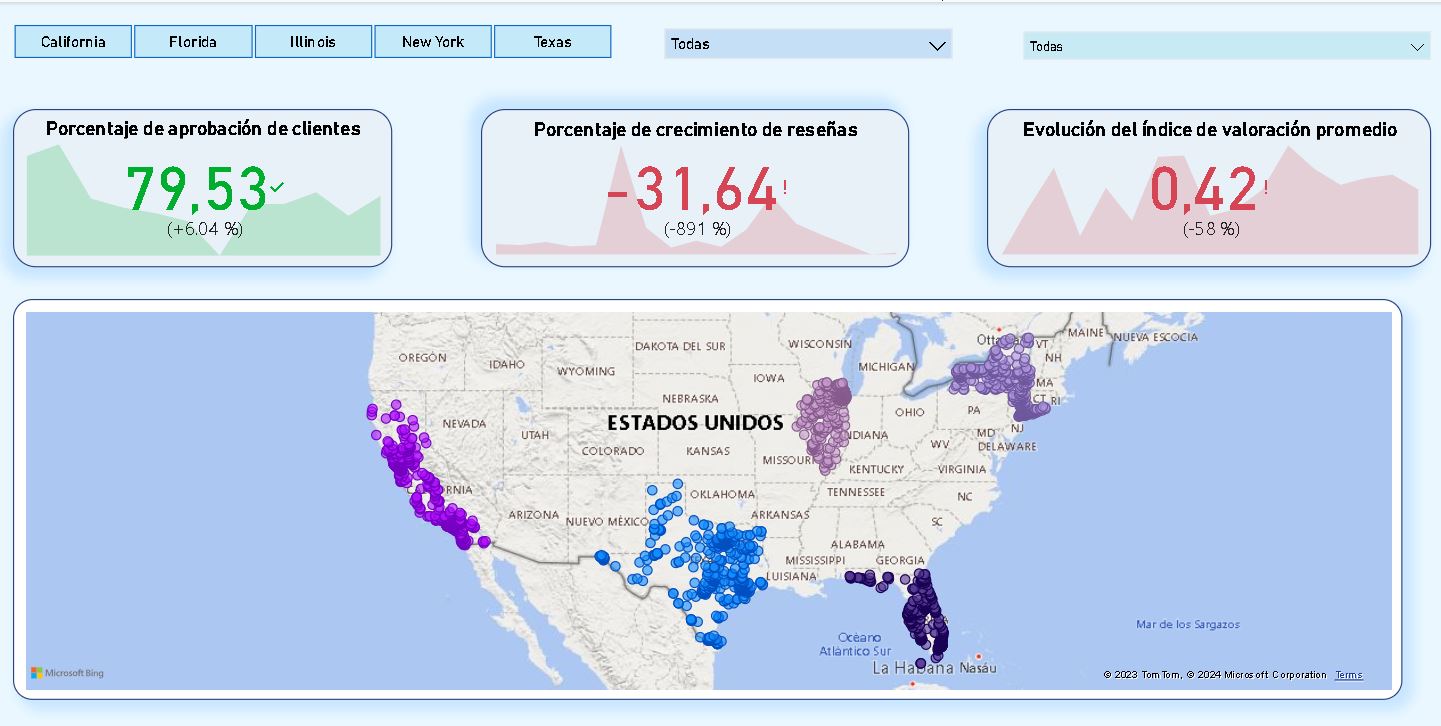 California
Florida
Illinois
New York
Texas
Todas
Todas
Porcentaje de aprobación de clientes
79,53
(+6.04 %)
Porcentaje de crecimiento de reseñas
-31,64!
(-891 %)
Evolución del índice de valoración promedio
0,42!
(-58 %)
OREGÓN
IDAHO
WYOMING
DAKOTA DEL SUR
WISCONSIN
MICHIGAN
VT
NH
MAINE
NUEVA ESCOCIA
IOWA
NEBRASKA
MA
CT
RI
NEVADA
UTAH
COLORADO
ESTADOS UNIDOS
KANSAS
OHIO
PA
NJ
MD
DELAWARE
WV
KENTUCKY
VIRGINIA
OKLAHOMA
TENNESSEE
NC
ARIZONA
NUEVO MÉXICO
ARKANSAS
SC
MISSISSIPPI
ALABAMA
GEORGIA
LUISIANA
Océano
Atlántico Sur
Mar de los Sargazos
La Habana
Nasáu
Microsoft Bing
© 2023 TomTom, © 2024 Microsoft Corporation Terms